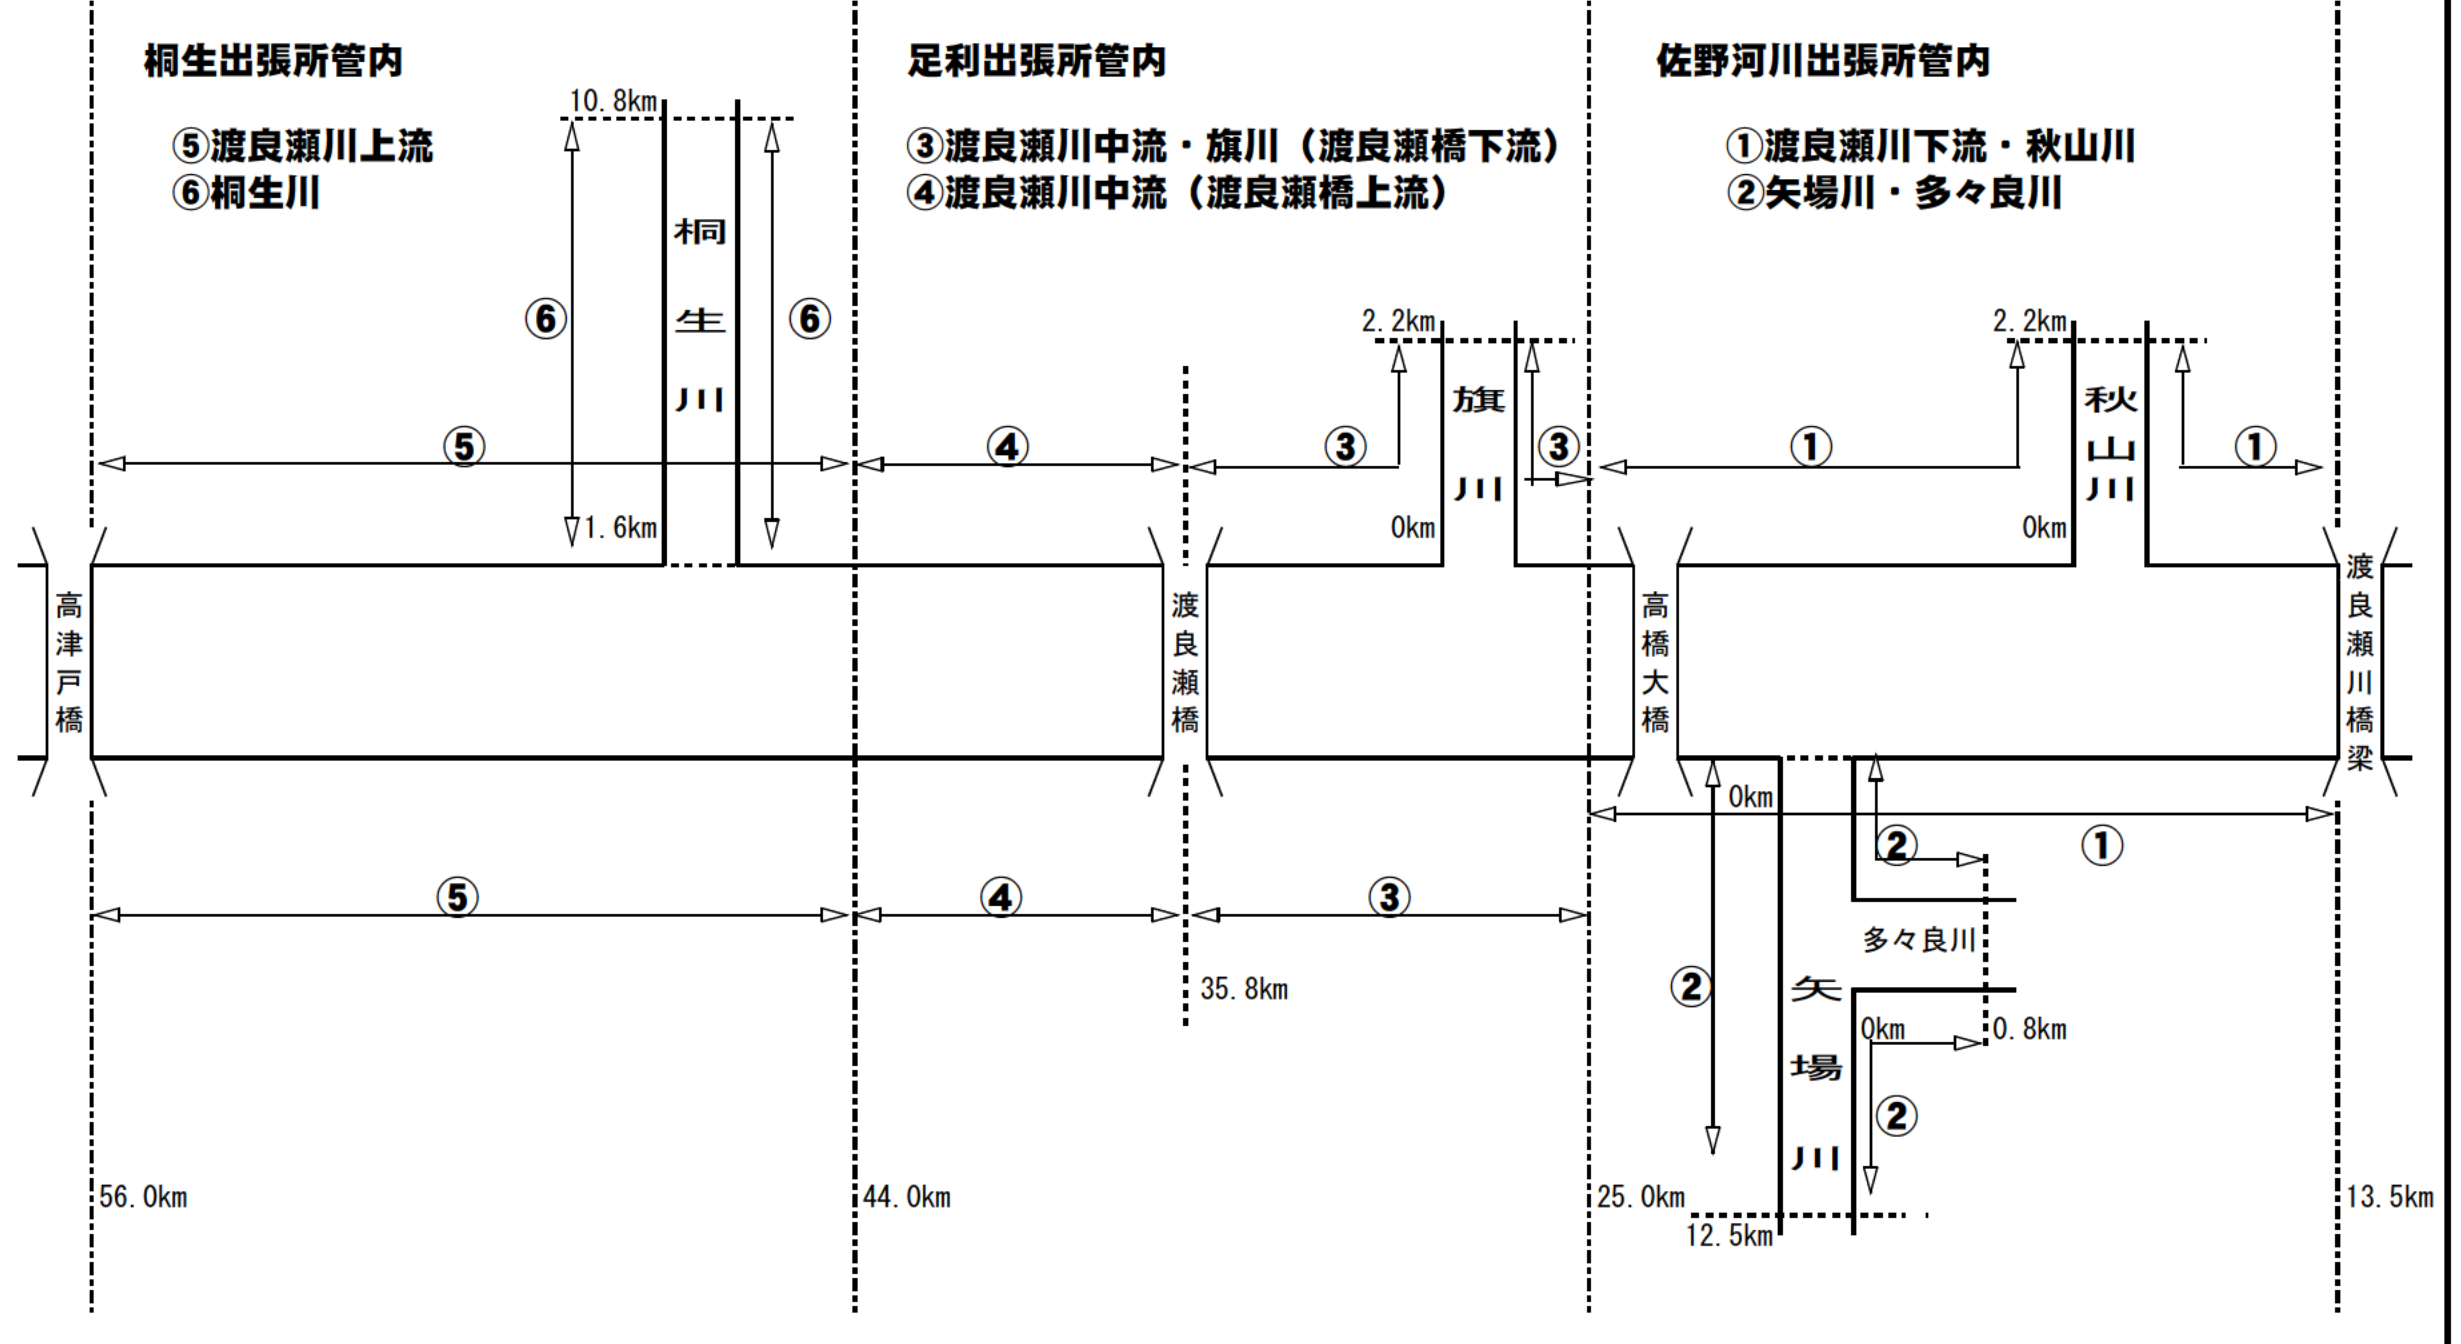 桐生出張所管内
⑤渡良瀬川上流
⑥桐生川
足利出張所管内
③渡良瀬川中流・旗川（渡良瀬橋下流）
④渡良瀬川中流（渡良瀬橋上流）
佐野河川出張所管内
①渡良瀬川下流・秋山川
②矢場川・多々良川
10.8km
桐生川
⑥
⑥
⑤
1.6km
④
③
2.2km
旗川
③
0km
①
2.2km
秋山川
①
0km
高津戸橋
渡良瀬橋
高橋大橋
渡良瀬川橋梁
⑤
④
③
0km
②
①
多々良川
②
矢場川
0km
0.8km
②
35.8km
56.0km
44.0km
25.0km
12.5km
13.5km